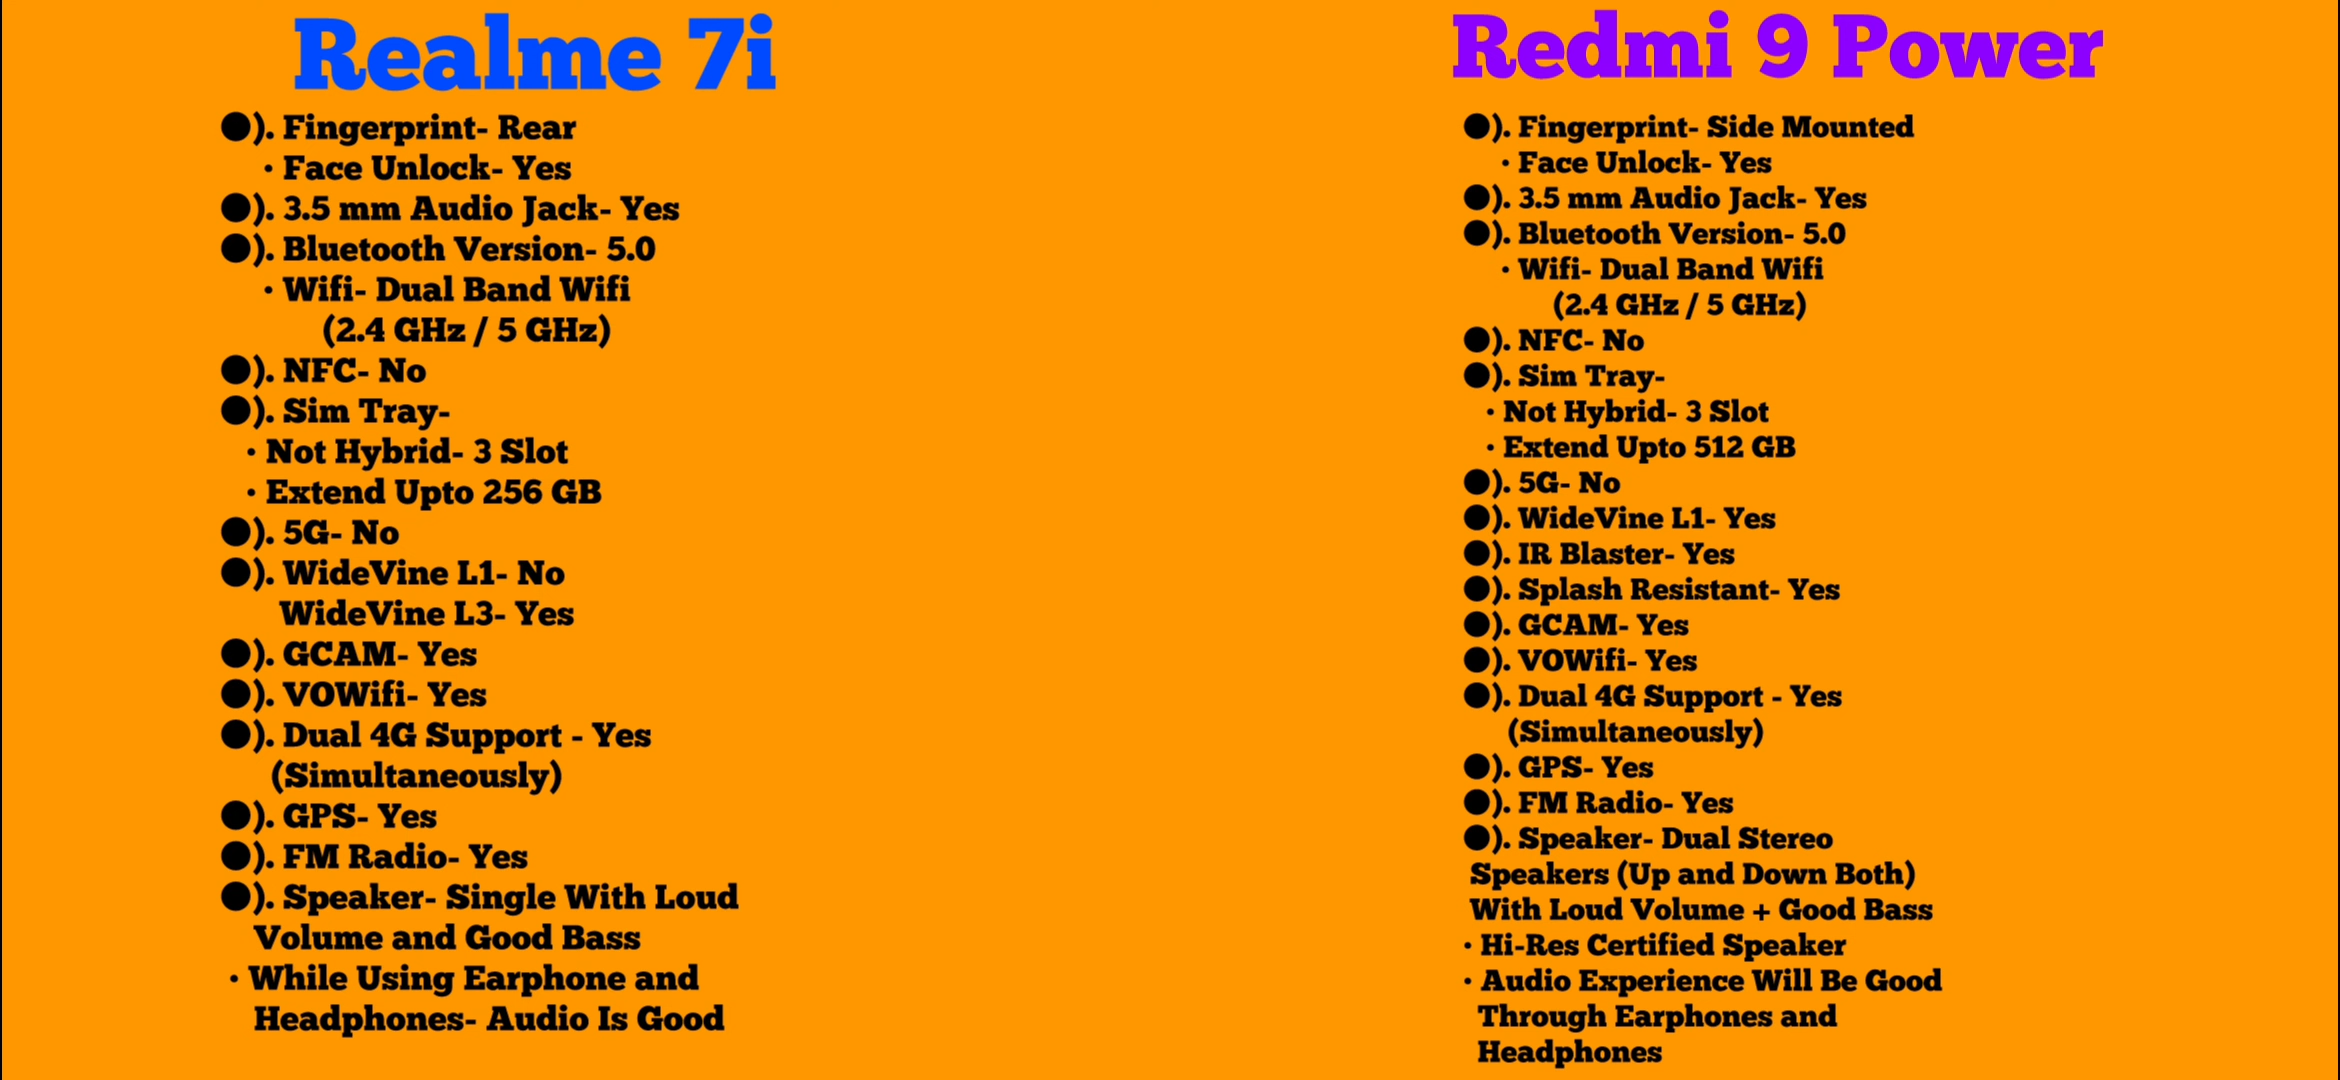 Realme 7i
●). Fingerprint- Rear
• Face Unlock- Yes
●). 3.5 mm Audio Jack- Yes
●). Bluetooth Version- 5.0
• Wifi- Dual Band Wifi
(2.4 GHz / 5 GHz)
●). NFC- No
●). Sim Tray-
• Not Hybrid- 3 Slot
• Extend Upto 256 GB
●). 5G- No
●). WideVine L1- No
WideVine L3- Yes
●). GCAM- Yes
●). VOWifi- Yes
●). Dual 4G Support - Yes
(Simultaneously)
●). GPS- Yes
●). FM Radio- Yes
●). Speaker- Single With Loud
Volume and Good Bass
• While Using Earphone and
Headphones- Audio Is Good
Redmi 9 Power
●). Fingerprint- Side Mounted
• Face Unlock- Yes
●). 3.5 mm Audio Jack- Yes
●). Bluetooth Version- 5.0
• Wifi- Dual Band Wifi
(2.4 GHz / 5 GHz)
●). NFC- No
●). Sim Tray-
• Not Hybrid- 3 Slot
• Extend Upto 512 GB
●). 5G- No
●). WideVine L1- Yes
●). IR Blaster- Yes
●). Splash Resistant- Yes
●). GCAM- Yes
●). VOWifi- Yes
●). Dual 4G Support - Yes
(Simultaneously)
●). GPS- Yes
●). FM Radio- Yes
●). Speaker- Dual Stereo
Speakers (Up and Down Both)
With Loud Volume + Good Bass
• Hi-Res Certified Speaker
• Audio Experience Will Be Good
Through Earphones and
Headphones